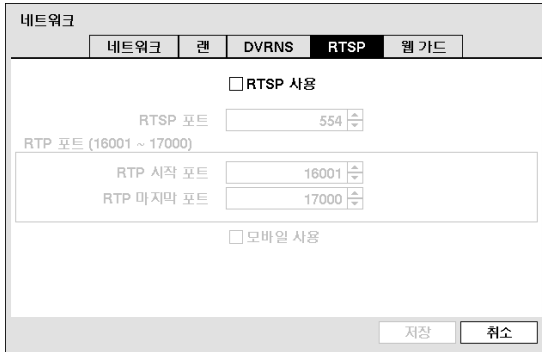 네트워크
네트워크 랜 DVRNS RTSP 웹 가드
RTSP 사용
RTSP 포트 554
RTP 포트 (16001 ~ 17000)
RTP 시작 포트 16001
RTP 마지막 포트 17000
모바일 사용
저장 취소